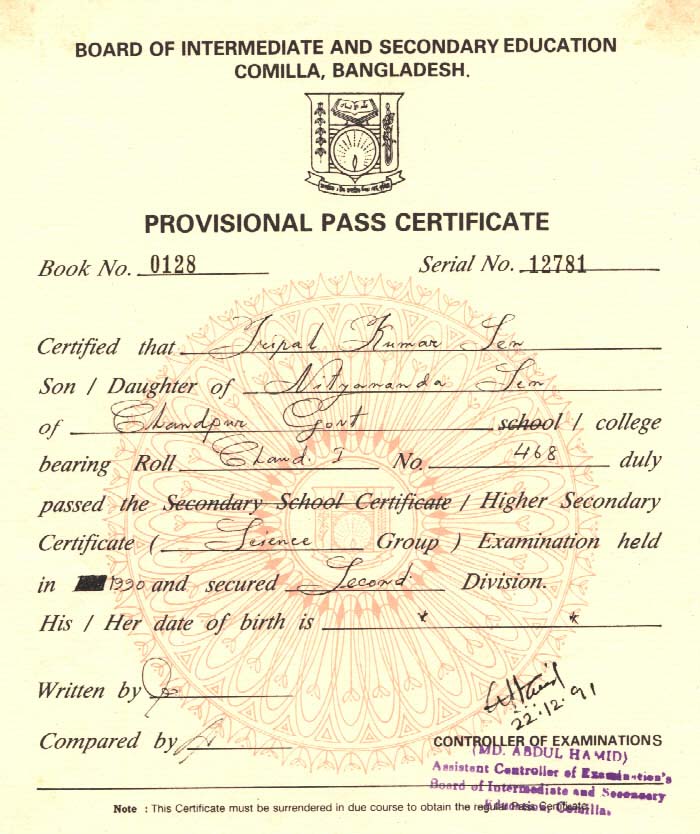 BOARD OF INTERMEDIATE AND SECONDARY EDUCATION
COMILLA, BANGLADESH.
PROVISIONAL PASS CERTIFICATE
Book No. 0128 Serial No. 12781
Certified that Tripal Kumar Sen
Son / Daughter of Nityananda Sen
of Chandpur Govt school / college
bearing Roll Chand. I No. 468 duly
passed the Secondary School Certificate / Higher Secondary
Certificate ( Science Group ) Examination held
in 1990 and secured Second. Division.
His / Her date of birth is * *
Written by
Compared by
22.12.91
CONTROLLER OF EXAMINATIONS
(MD. ABDUL HAMID)
Assistant Controller of Examination's
Board of Intermediate and Secondary
Education, Comilla.
Note : This Certificate must be surrendered in due course to obtain the regular Pass Certificate.